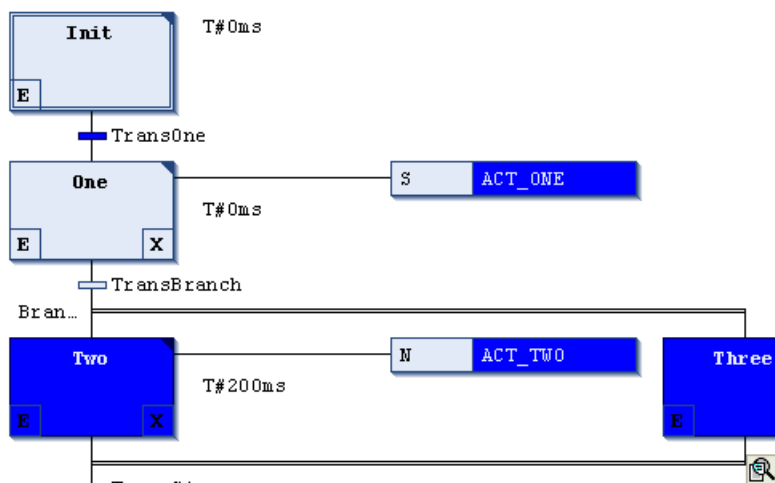 Init
T#0ms
E
TransOne
One
S ACT_ONE
T#0ms
E X
TransBranch
Bran…
Two
N ACT_TWO
Three
T#200ms
E X
E